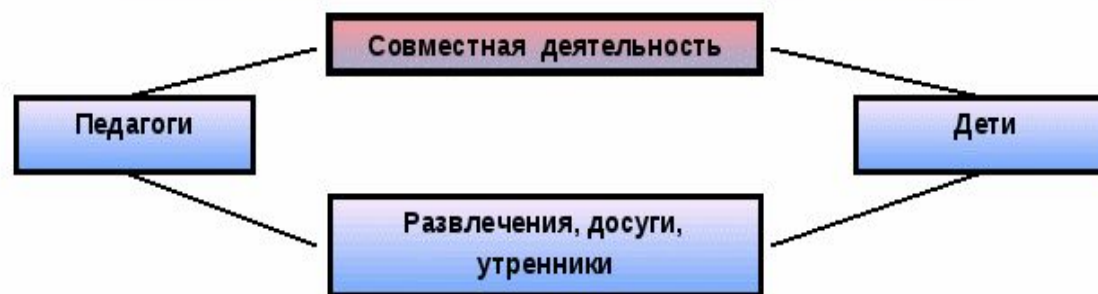 Совместная деятельность
Педагоги
Дети
Развлечения, досуги,
утренники